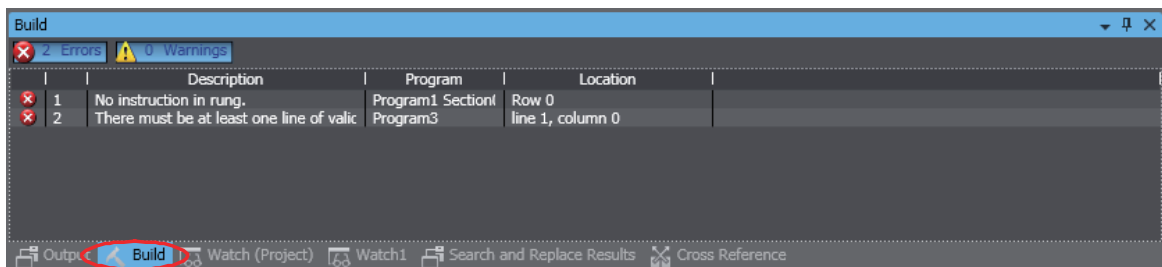 Build
2 Errors 0 Warnings
Description Program Location
1 No instruction in rung. Program1 Section Row 0
2 There must be at least one line of valid Program3 line 1, column 0
Output Build Watch (Project) Watch1 Search and Replace Results Cross Reference